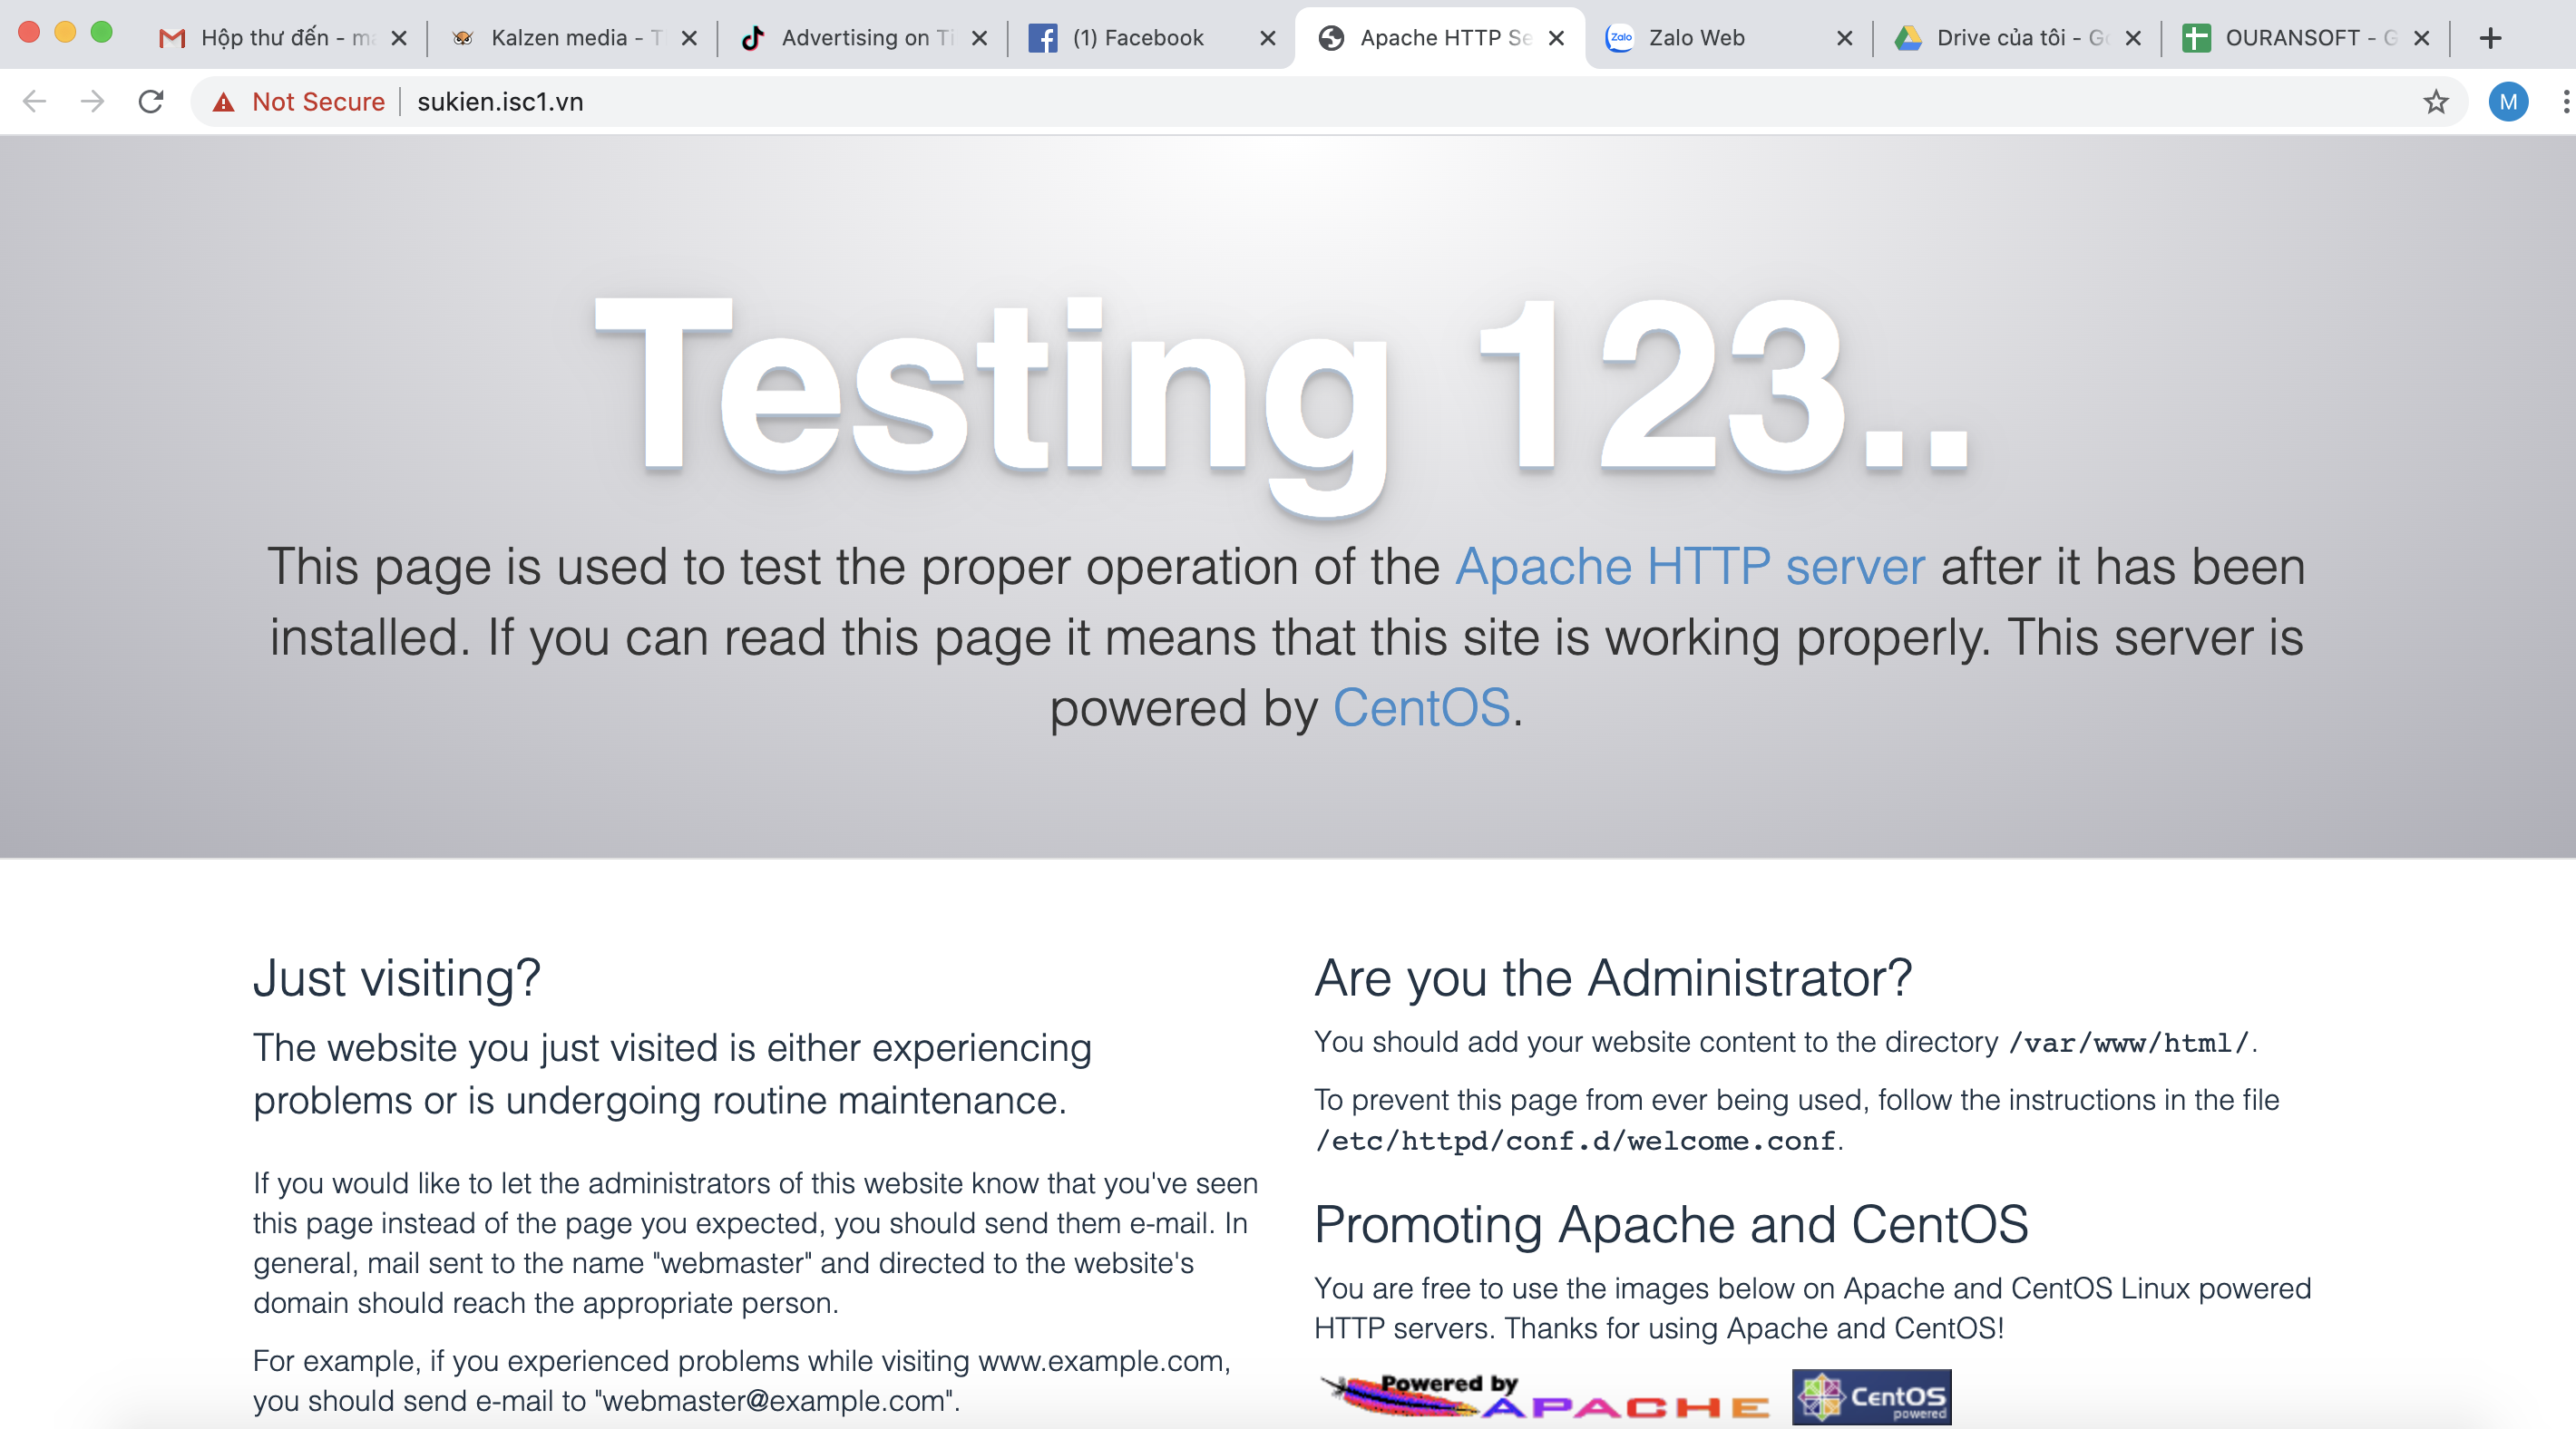 Hộp thư đến - ma
Kalzen media - T
Advertising on Ti
(1) Facebook
Apache HTTP Se
Zalo
Zalo Web
Drive của tôi - Go
OURANSOFT - G
Not Secure
sukien.isc1.vn
M
Testing 123..
This page is used to test the proper operation of the Apache HTTP server after it has been
installed. If you can read this page it means that this site is working properly. This server is
powered by CentOS.
Just visiting?
The website you just visited is either experiencing
problems or is undergoing routine maintenance.
If you would like to let the administrators of this website know that you've seen
this page instead of the page you expected, you should send them e-mail. In
general, mail sent to the name "webmaster" and directed to the website's
domain should reach the appropriate person.
For example, if you experienced problems while visiting www.example.com,
you should send e-mail to "webmaster@example.com".
Are you the Administrator?
You should add your website content to the directory /var/www/html/.
To prevent this page from ever being used, follow the instructions in the file
/etc/httpd/conf.d/welcome.conf.
Promoting Apache and CentOS
You are free to use the images below on Apache and CentOS Linux powered
HTTP servers. Thanks for using Apache and CentOS!
Powered by
APACHE
CentOS
powered